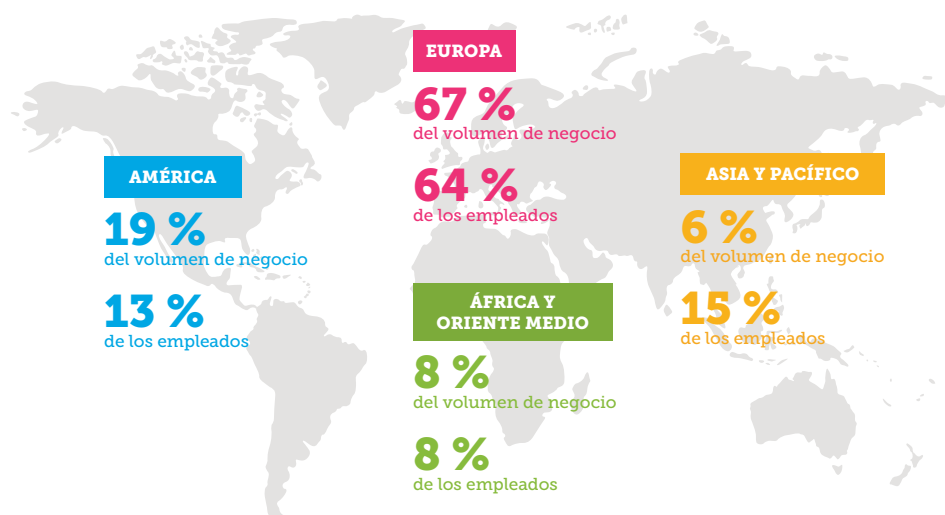 EUROPA
67 %
del volumen de negocio
64 %
de los empleados
AMÉRICA
19 %
del volumen de negocio
13 %
de los empleados
ASIA Y PACÍFICO
6 %
del volumen de negocio
15 %
de los empleados
ÁFRICA Y
ORIENTE MEDIO
8 %
del volumen de negocio
8 %
de los empleados